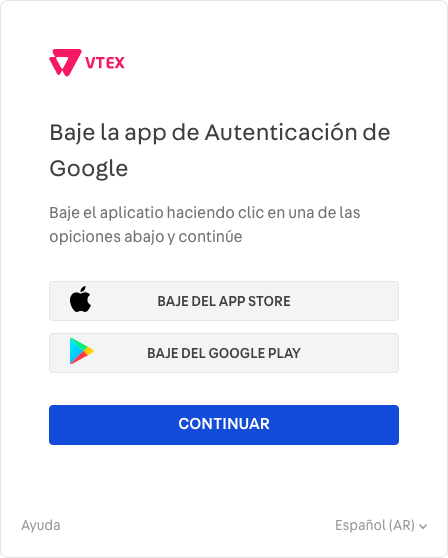 VTEX
Baje la app de Autenticación de
Google
Baje el aplicatio haciendo clic en una de las
opiciones abajo y continúe
BAJE DEL APP STORE
BAJE DEL GOOGLE PLAY
CONTINUAR
Ayuda
Español (AR)